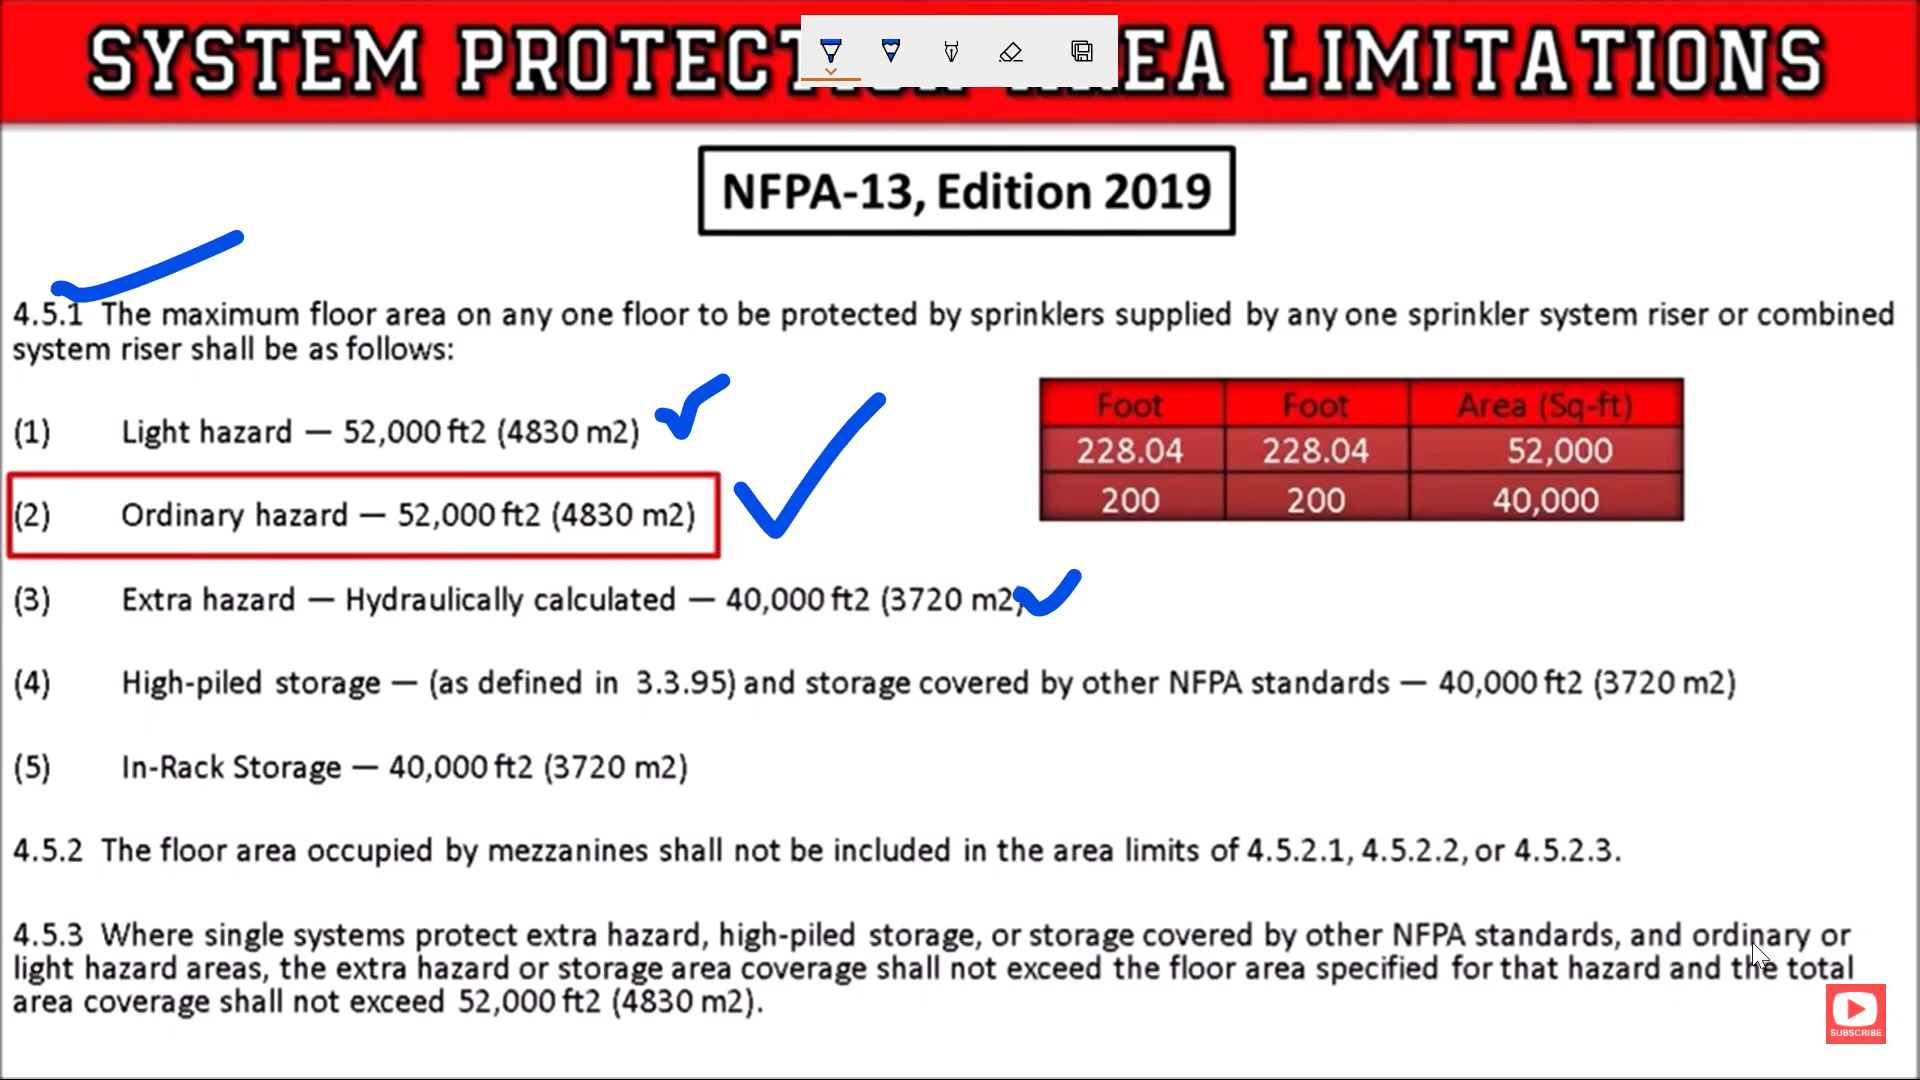 SYSTEM PROTECTION AREA LIMITATIONS
NFPA-13, Edition 2019
4.5.1 The maximum floor area on any one floor to be protected by sprinklers supplied by any one sprinkler system riser or combined
system riser shall be as follows:
(1) Light hazard — 52,000 ft2 (4830 m2)
Foot Foot Area (Sq-ft)
228.04 228.04 52,000
200 200 40,000
(2) Ordinary hazard — 52,000 ft2 (4830 m2)
(3) Extra hazard — Hydraulically calculated — 40,000 ft2 (3720 m2)
(4) High-piled storage — (as defined in 3.3.95) and storage covered by other NFPA standards — 40,000 ft2 (3720 m2)
(5) In-Rack Storage — 40,000 ft2 (3720 m2)
4.5.2 The floor area occupied by mezzanines shall not be included in the area limits of 4.5.2.1, 4.5.2.2, or 4.5.2.3.
4.5.3 Where single systems protect extra hazard, high-piled storage, or storage covered by other NFPA standards, and ordinary or
light hazard areas, the extra hazard or storage area coverage shall not exceed the floor area specified for that hazard and the total
area coverage shall not exceed 52,000 ft2 (4830 m2).
SUBSCRIBE